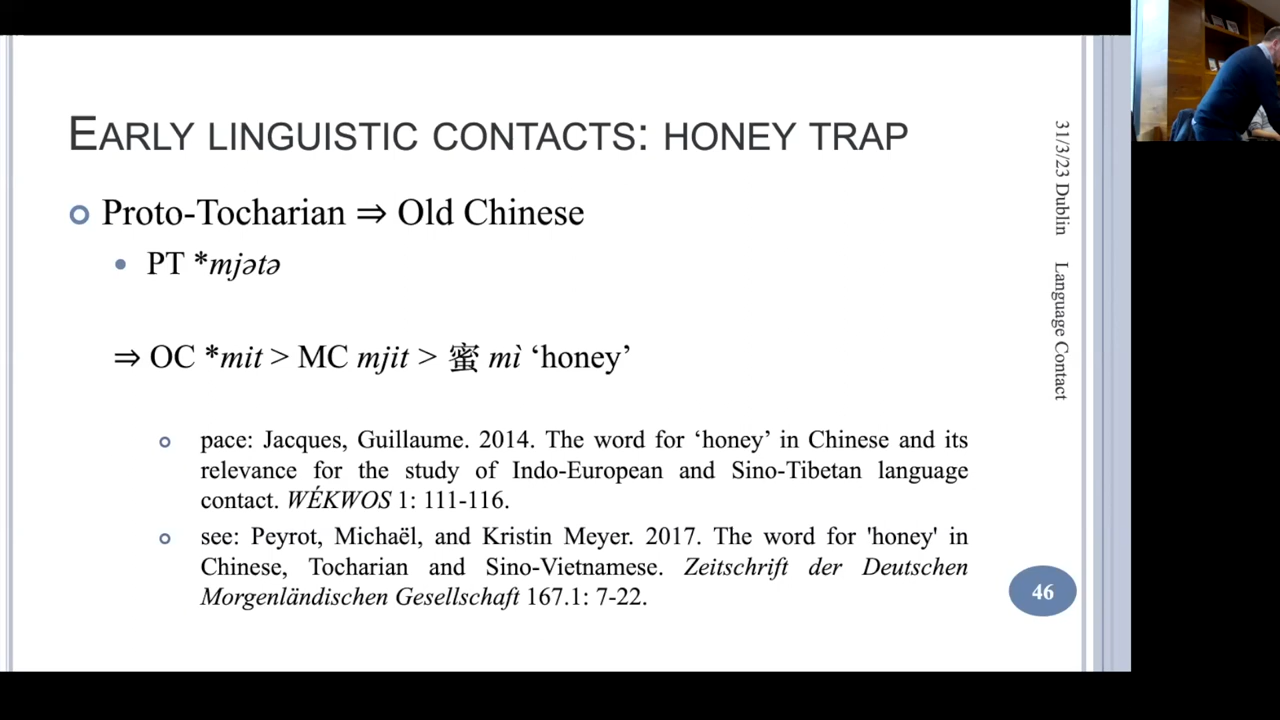 EARLY LINGUISTIC CONTACTS: HONEY TRAP
Proto-Tocharian ⇒ Old Chinese
PT *mjətə
⇒ OC *mit > MC mjit > 蜜 mì ‘honey’
pace: Jacques, Guillaume. 2014. The word for ‘honey’ in Chinese and its
relevance for the study of Indo-European and Sino-Tibetan language
contact. WÉKWOS 1: 111-116.
see: Peyrot, Michaël, and Kristin Meyer. 2017. The word for 'honey' in
Chinese, Tocharian and Sino-Vietnamese. Zeitschrift der Deutschen
Morgenländischen Gesellschaft 167.1: 7-22.
31/3/23 Dublin Language Contact
46